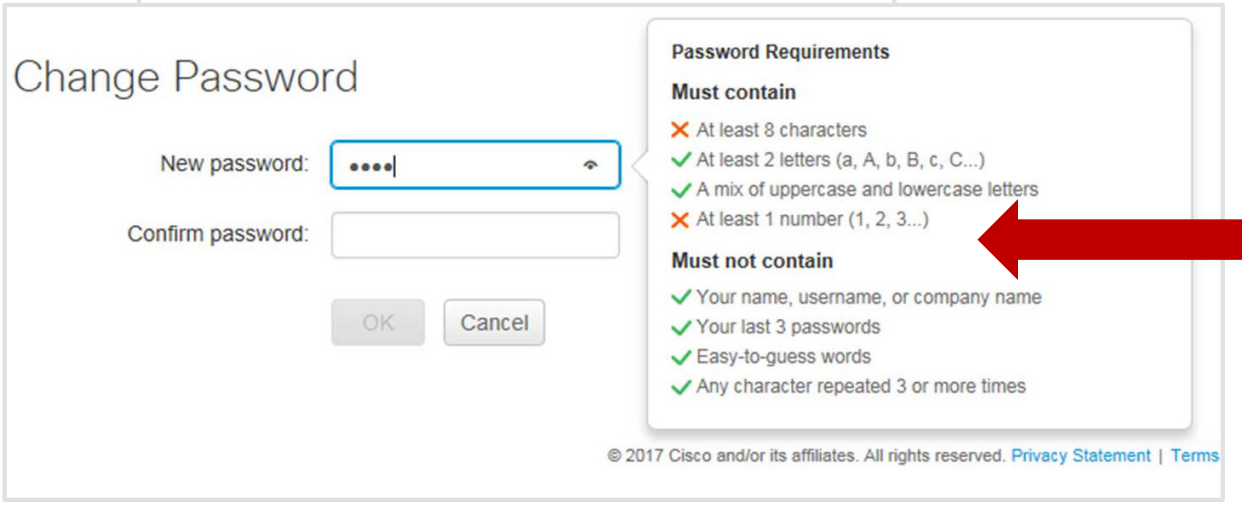 Change Password
New password:
Confirm password:
OK
Cancel
Password Requirements
Must contain
At least 8 characters
At least 2 letters (a, A, b, B, c, C...)
A mix of uppercase and lowercase letters
At least 1 number (1, 2, 3...)
Must not contain
Your name, username, or company name
Your last 3 passwords
Easy-to-guess words
Any character repeated 3 or more times
© 2017 Cisco and/or its affiliates. All rights reserved. Privacy Statement | Terms